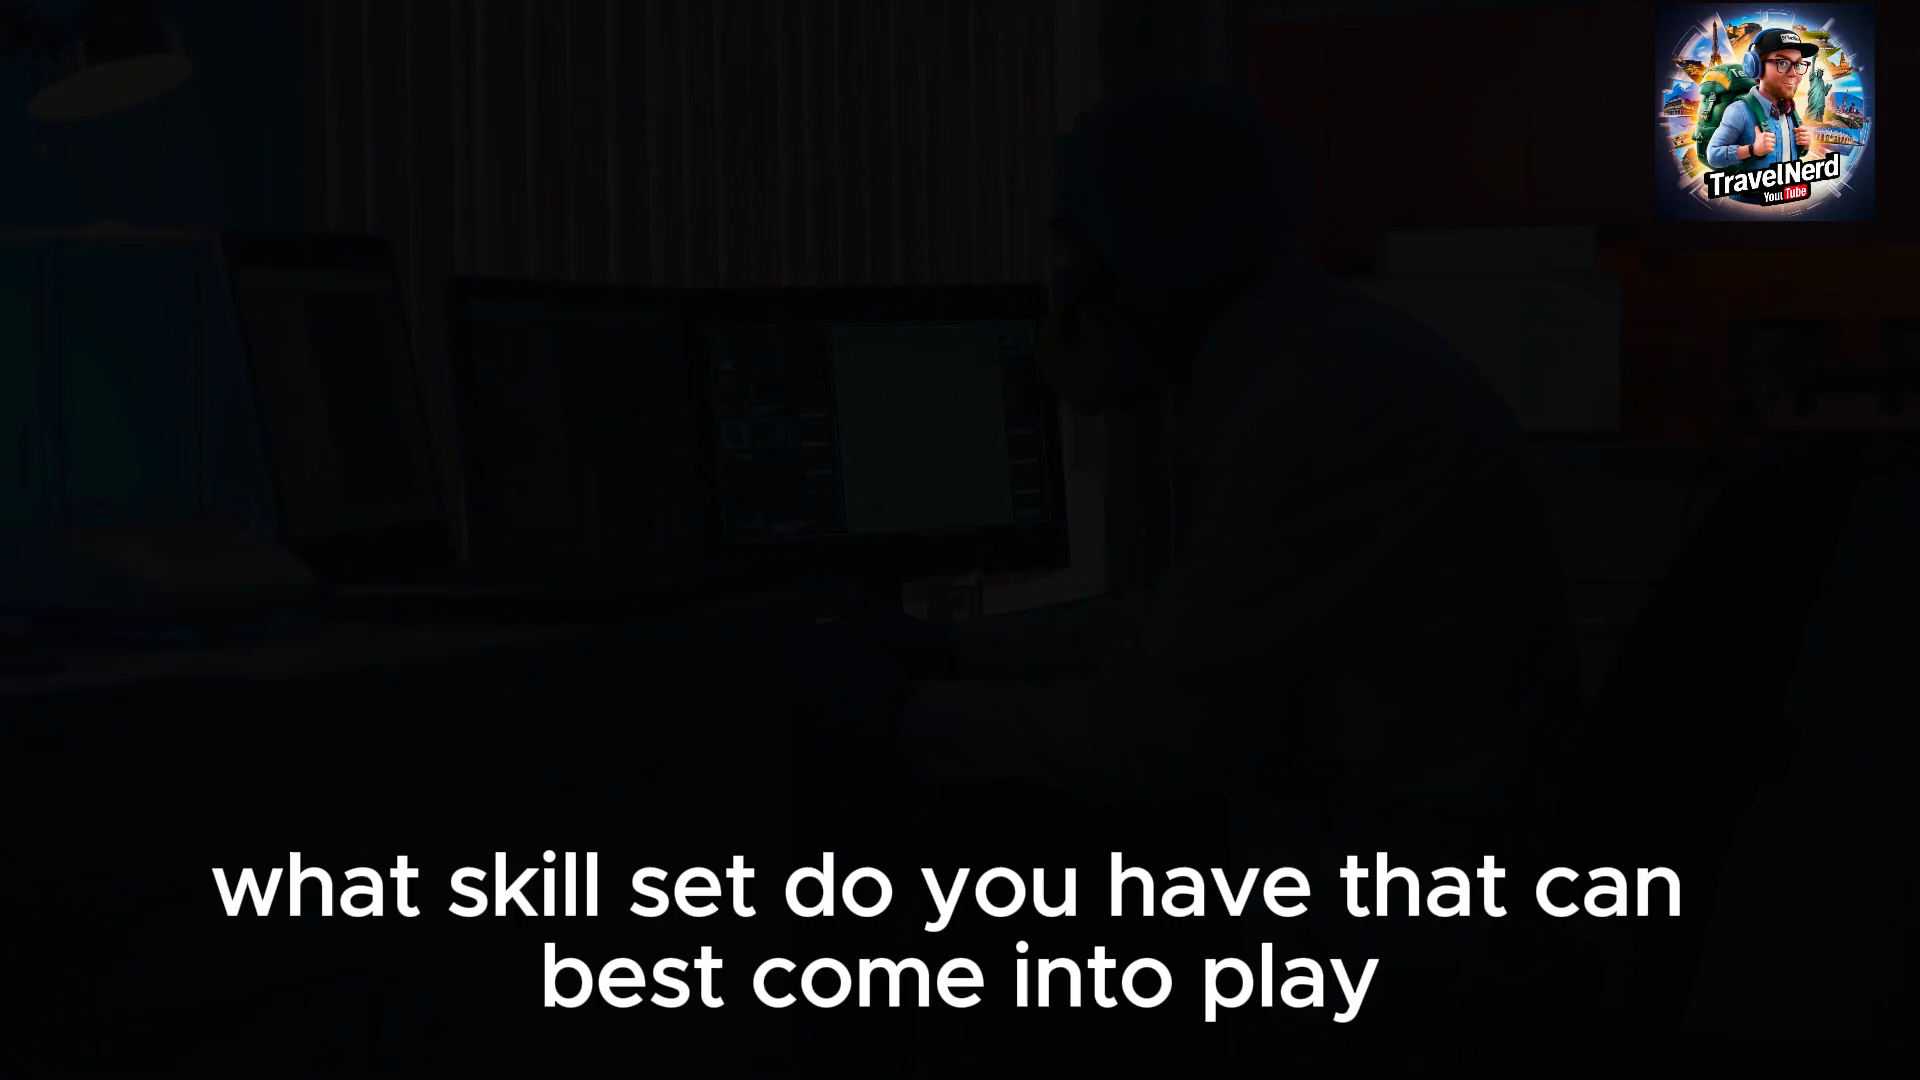 TravelNerd
YouTube
what skill set do you have that can
best come into play